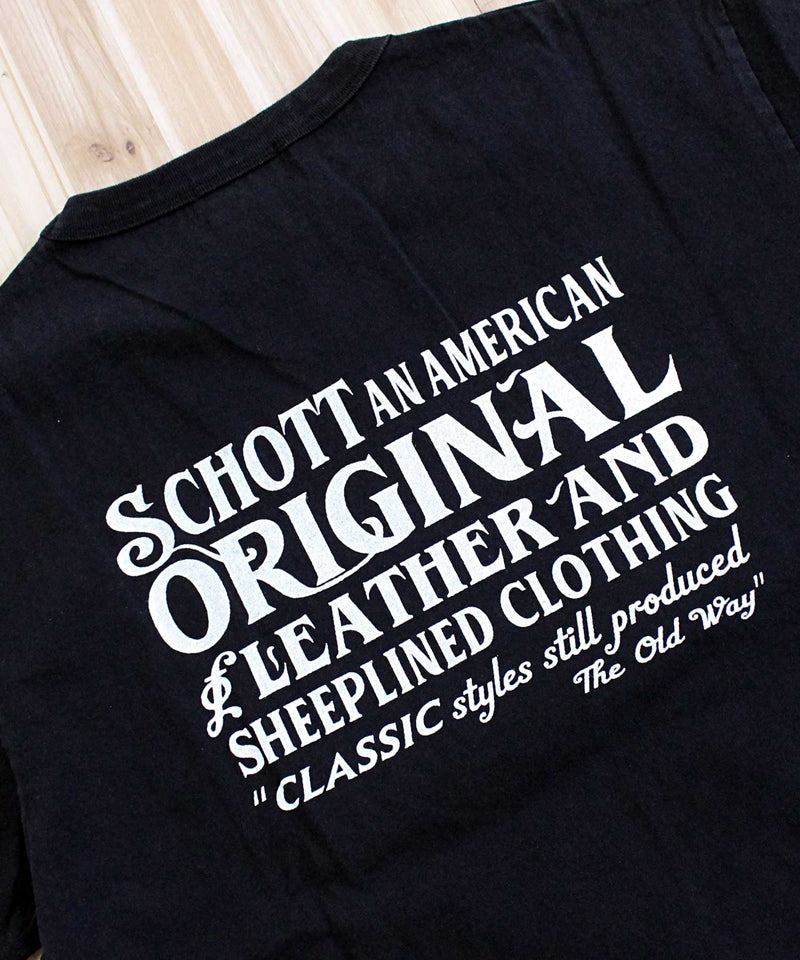 SCHOTT AN AMERICAN
ORIGINAL
& LEATHER AND
SHEEPLINED CLOTHING
"CLASSIC styles still produced
The Old Way"